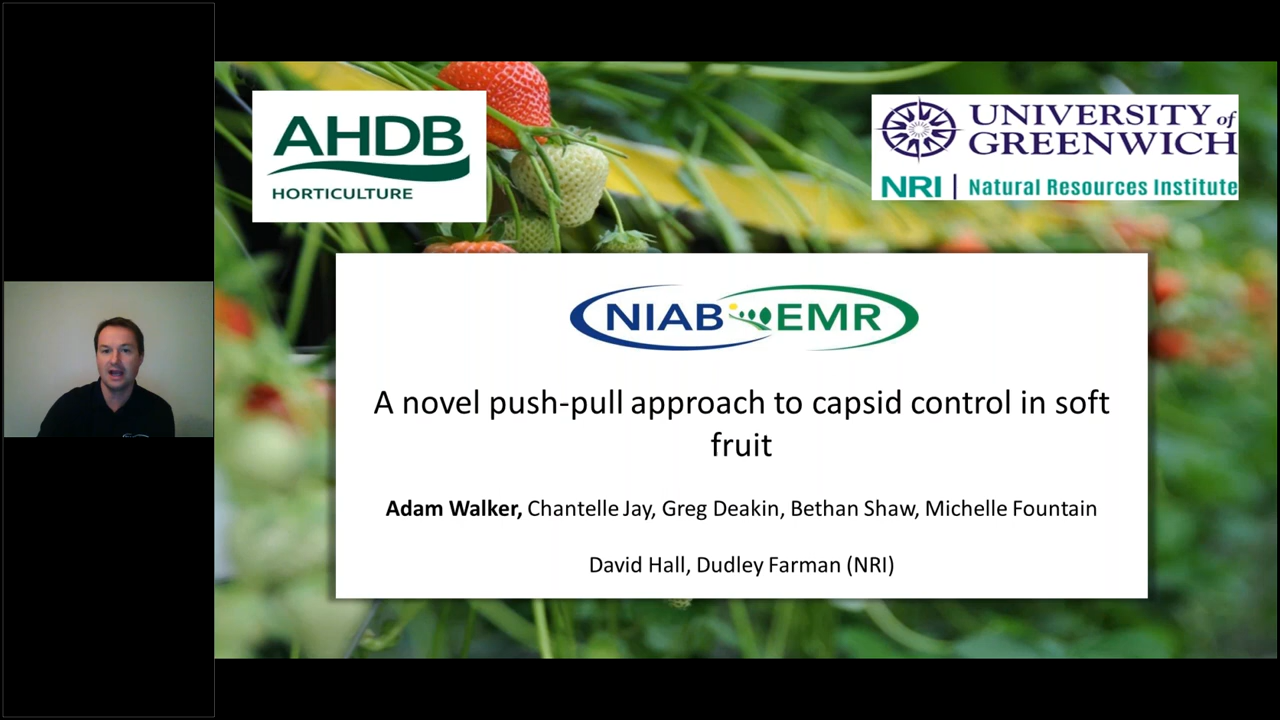 AHDB
HORTICULTURE
UNIVERSITY of
GREENWICH
NRI | Natural Resources Institute
NIAB EMR
A novel push-pull approach to capsid control in soft
fruit
Adam Walker, Chantelle Jay, Greg Deakin, Bethan Shaw, Michelle Fountain
David Hall, Dudley Farman (NRI)